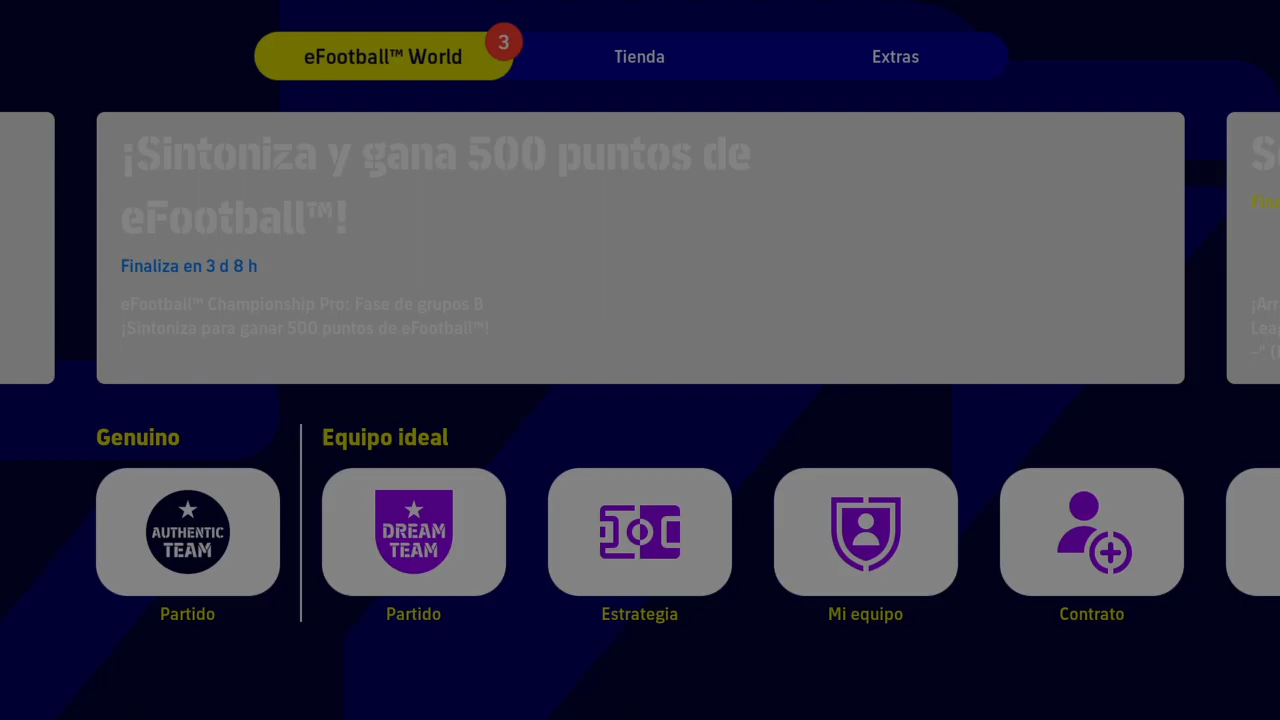 eFootball™ World
3
Tienda
Extras
¡Sintoniza y gana 500 puntos de
eFootball™!
Finaliza en 3 d 8 h
eFootball™ Championship Pro: Fase de grupos B
¡Sintoniza para ganar 500 puntos de eFootball™!
Genuino
Equipo ideal
AUTHENTIC
TEAM
DREAM
TEAM
Partido
Partido
Estrategia
Mi equipo
Contrato